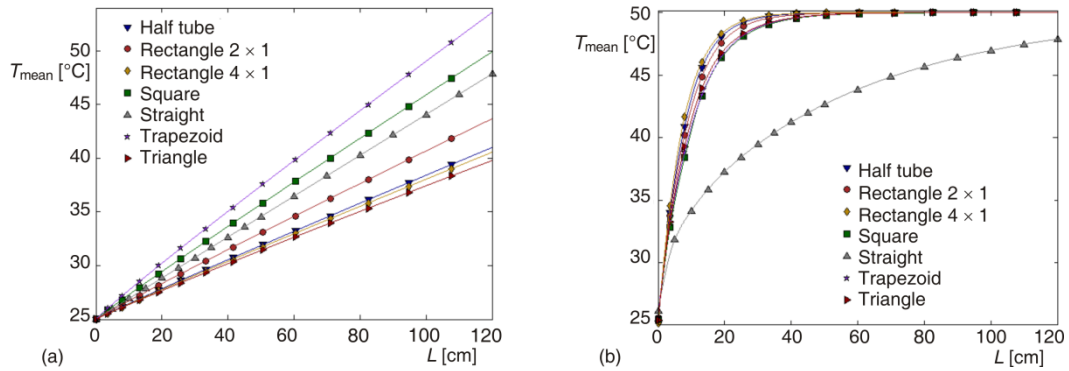 50
T_mean [°C]
45
40
35
30
25
0 20 40 60 80 100 120
L [cm]
Half tube
Rectangle 2 × 1
Rectangle 4 × 1
Square
Straight
Trapezoid
Triangle
(a)
50
T_mean [°C]
45
40
35
30
25
0 20 40 60 80 100 120
L [cm]
Half tube
Rectangle 2 × 1
Rectangle 4 × 1
Square
Straight
Trapezoid
Triangle
(b)